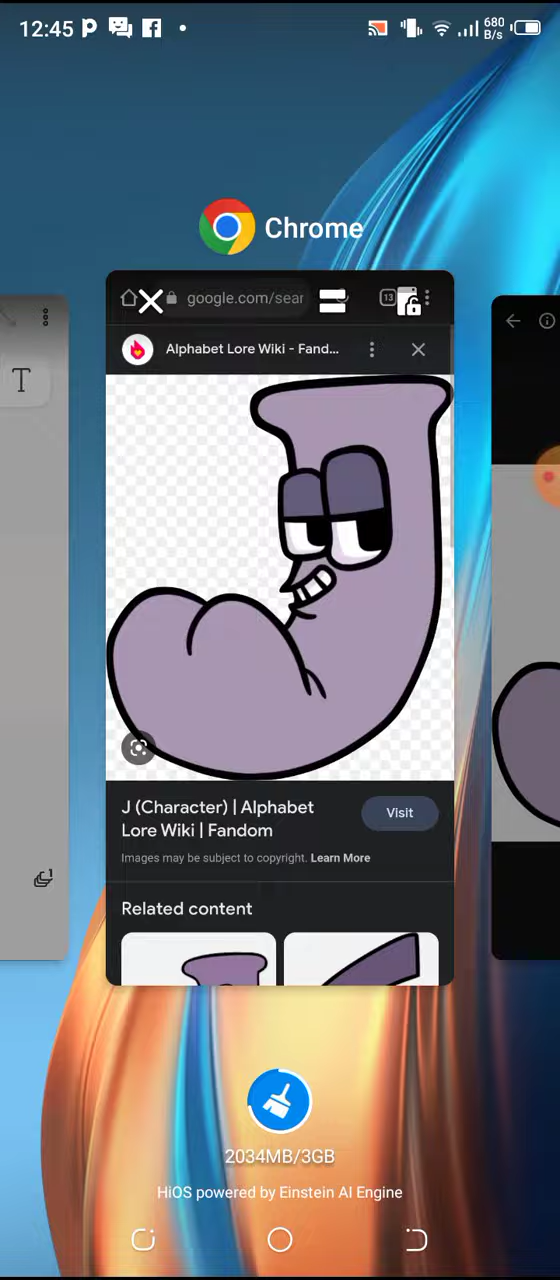 12:45
680
B/s
Chrome
google.com/sear
13
Alphabet Lore Wiki - Fand...
T
1
J (Character) | Alphabet
Lore Wiki | Fandom
Visit
Images may be subject to copyright. Learn More
Related content
2034MB/3GB
HiOS powered by Einstein AI Engine